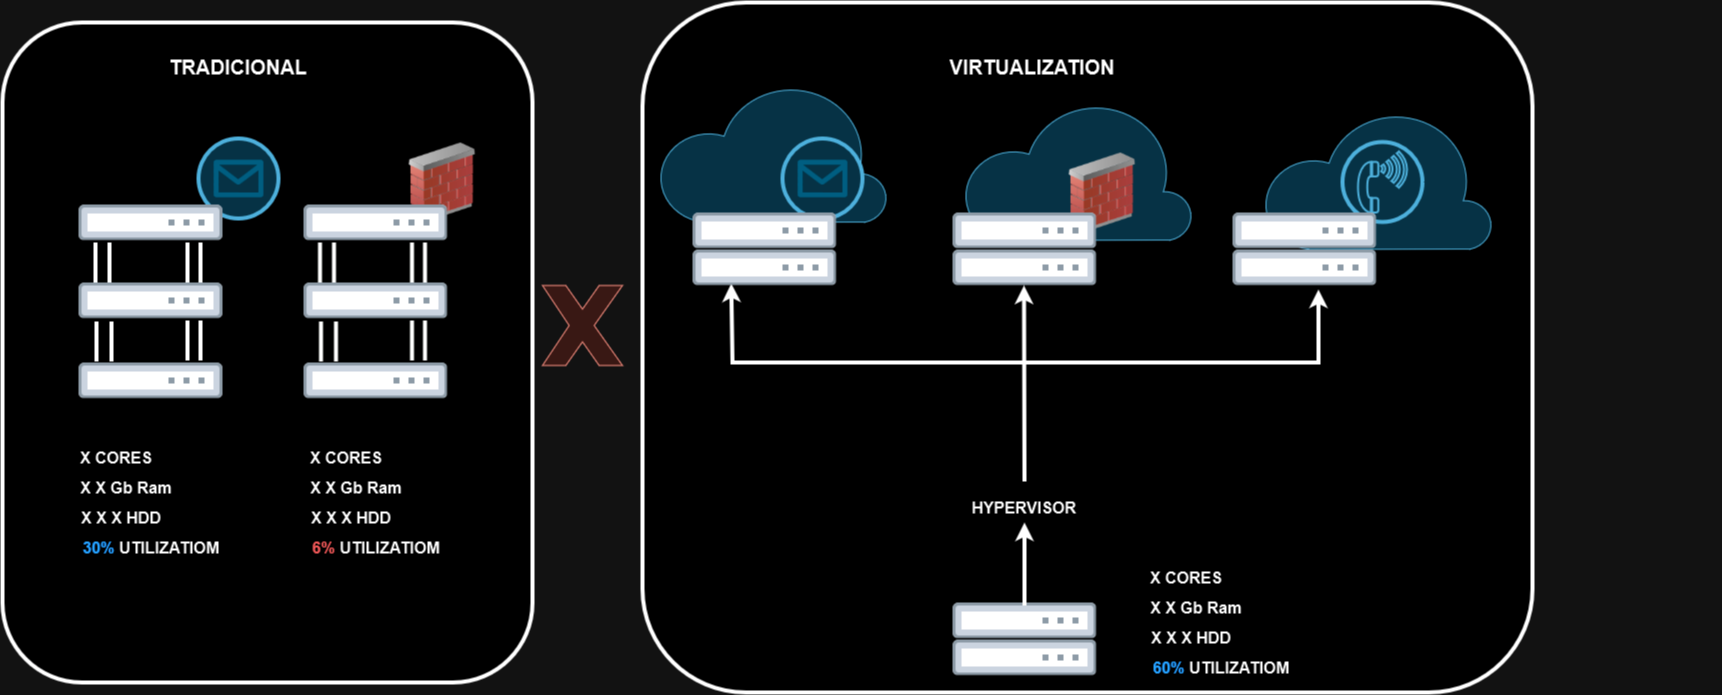 TRADICIONAL
X CORES
X X Gb Ram
X X X HDD
30% UTILIZATIOM
X CORES
X X Gb Ram
X X X HDD
6% UTILIZATIOM
X
VIRTUALIZATION
HYPERVISOR
X CORES
X X Gb Ram
X X X HDD
60% UTILIZATIOM